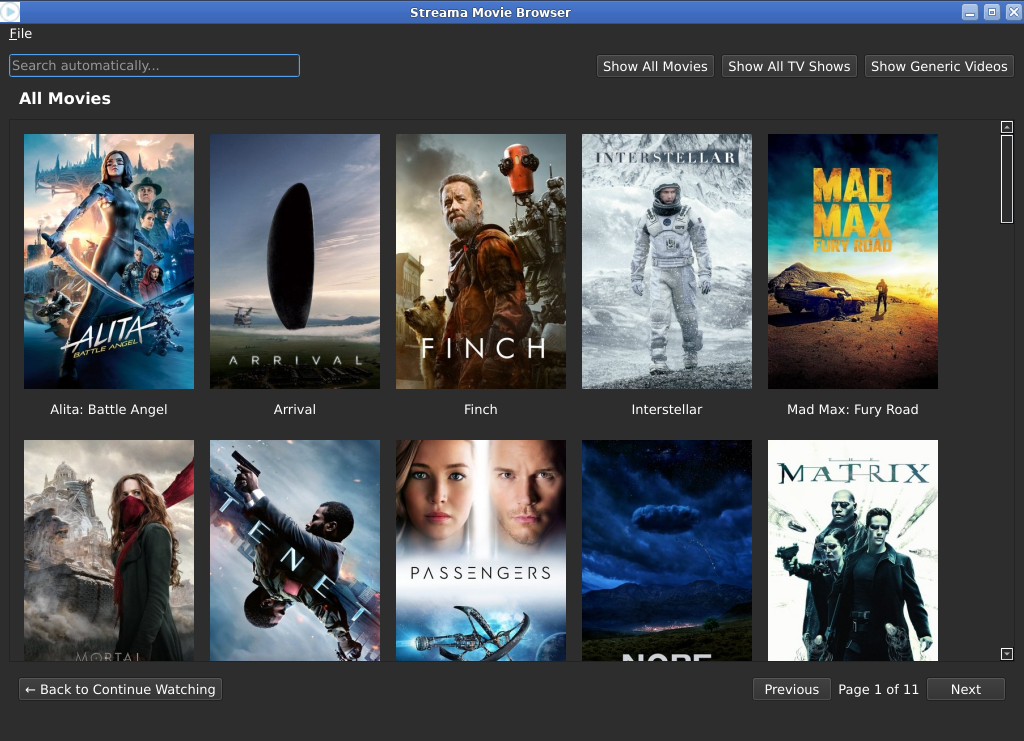 Streama Movie Browser
File
Search automatically...
Show All Movies
Show All TV Shows
Show Generic Videos
All Movies
ALITA
BATTLE ANGEL
ARRIVAL
FINCH
INTERSTELLAR
MAD
MAX
FURY ROAD
Alita: Battle Angel
Arrival
Finch
Interstellar
Mad Max: Fury Road
MORTAL
TENET
PASSENGERS
NOPE
THE
MATRIX
← Back to Continue Watching
Previous
Page 1 of 11
Next